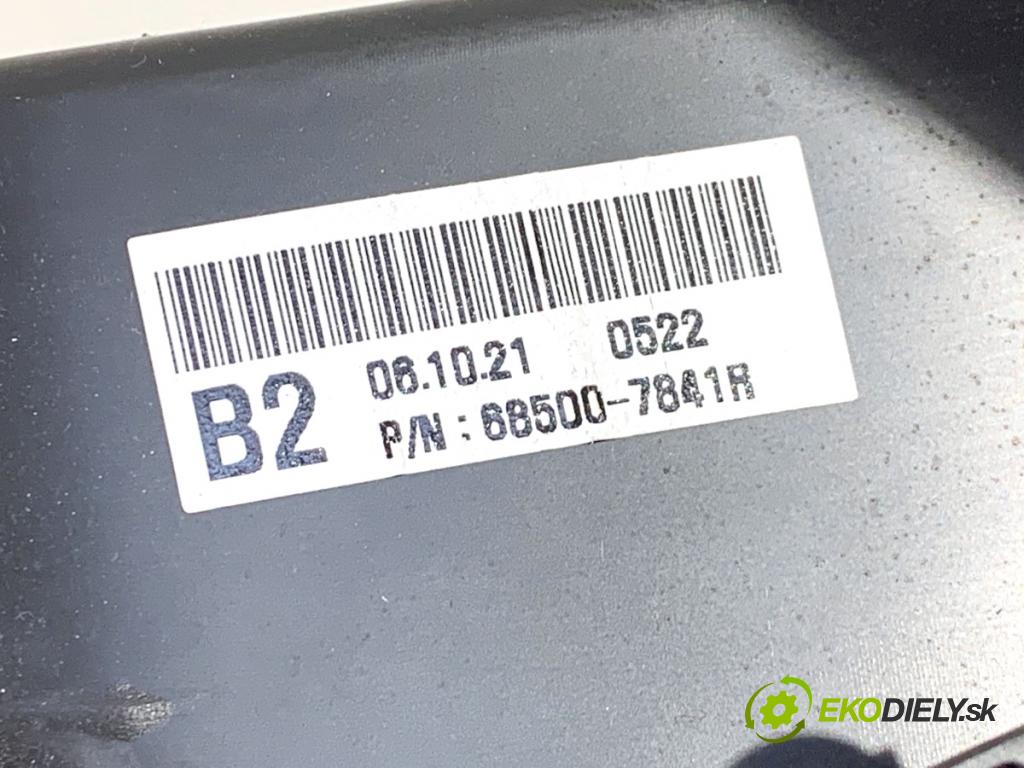 06.10.21 0522
B2
P/N : 68500-7841R
EKODIELY.sk